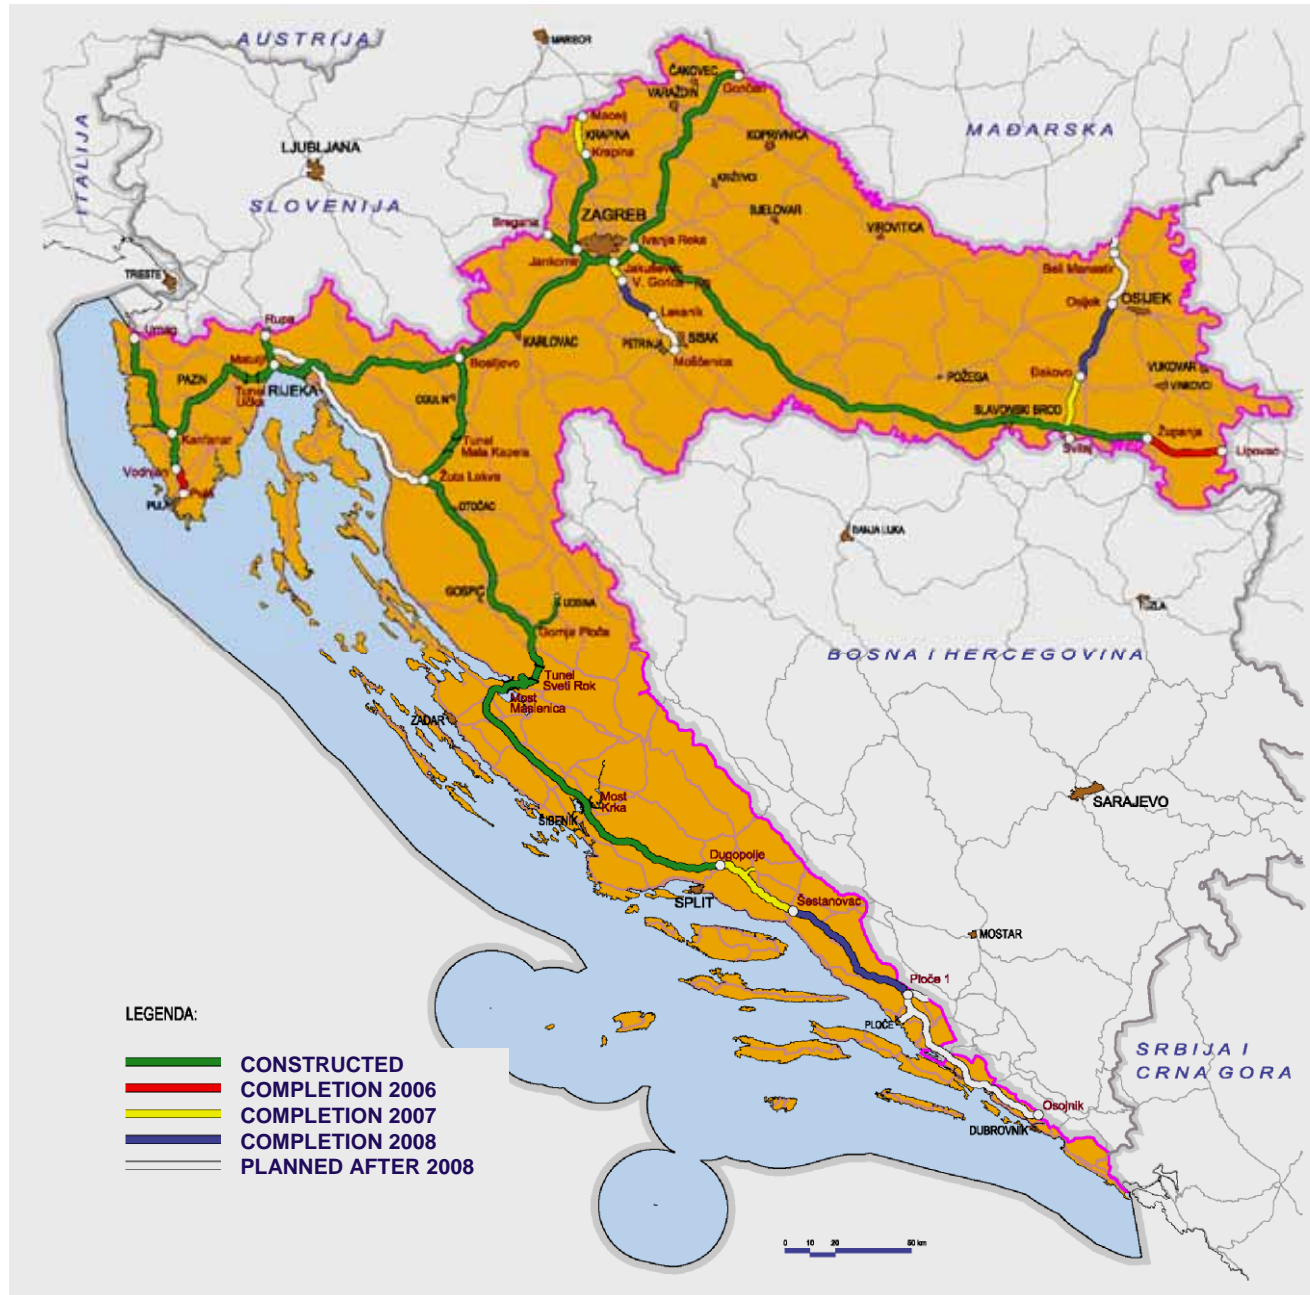 AUSTRIJA
MARIBOR
ČAKOVEC
Goričan
VARAŽDIN
ITALIJA
Macelj
KRAPINA
Krapina
KOPRIVNICA
MAĐARSKA
LJUBLJANA
KRIŽEVCI
SLOVENIJA
ZAGREB
BJELOVAR
VIROVITICA
Bregana
Ivanja Reka
Jankomir
Jakuševec
V. Gorica - jug
Beli Manastir
TRIESTE
Osijek
OSIJEK
Lekenik
Umag
Rupa
KARLOVAC
PETRINJA
SISAK
Mošćenica
Matulji
Bosiljevo
PAZIN
Tunel
Učka
RIJEKA
POŽEGA
Đakovo
VUKOVAR
VINKOVCI
OGULIN
SLAVONSKI BROD
Kanfanar
Tunel
Mala Kapela
Županja
Sviljaj
Lipovac
Vodnjan
Žuta Lokva
Pula
PULA
OTOČAC
BANJA LUKA
GOSPIĆ
UDBINA
TUZLA
Gornja Ploča
BOSNA I HERCEGOVINA
Tunel
Sveti Rok
Most
Maslenica
ZADAR
Most
Krka
SARAJEVO
ŠIBENIK
Dugopolje
SPLIT
Šestanovac
MOSTAR
Ploče 1
PLOČE
LEGENDA:
SRBIJA I
CRNA GORA
CONSTRUCTED
COMPLETION 2006
COMPLETION 2007
COMPLETION 2008
PLANNED AFTER 2008
Osojnik
DUBROVNIK
0 10 20 50 km